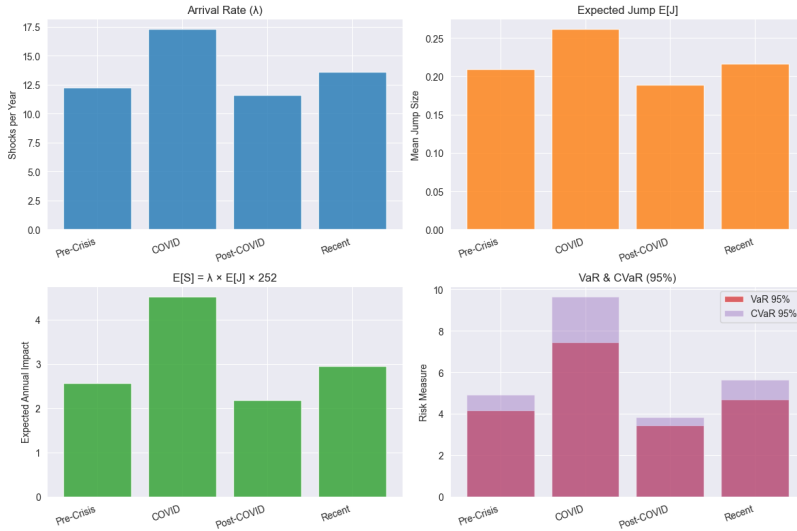 Arrival Rate (λ)
Shocks per Year
17.5
15.0
12.5
10.0
7.5
5.0
2.5
0.0
Pre-Crisis
COVID
Post-COVID
Recent
Expected Jump E[J]
Mean Jump Size
0.25
0.20
0.15
0.10
0.05
0.00
Pre-Crisis
COVID
Post-COVID
Recent
E[S] = λ × E[J] × 252
Expected Annual Impact
4
3
2
1
0
Pre-Crisis
COVID
Post-COVID
Recent
VaR & CVaR (95%)
Risk Measure
10
8
6
4
2
0
VaR 95%
CVaR 95%
Pre-Crisis
COVID
Post-COVID
Recent